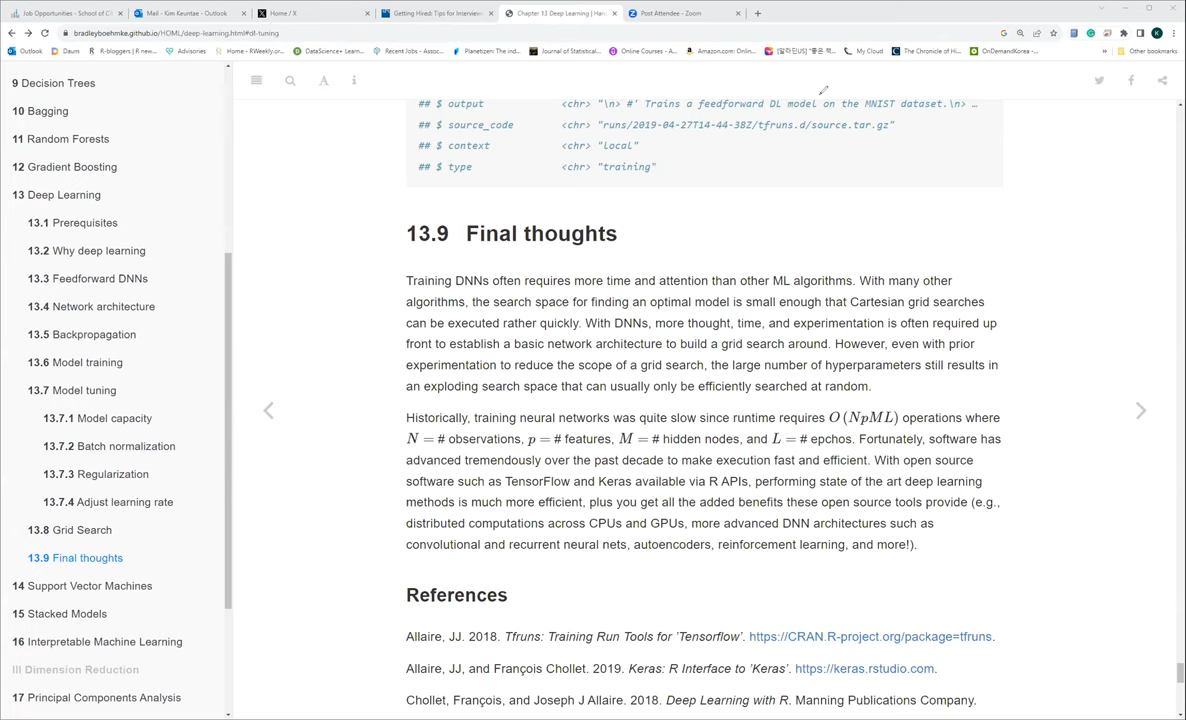 Job Opportunities - School of C
Mail - Kim Keuntae - Outlook
Home / X
Getting Hired: Tips for Interview
Chapter 13 Deep Learning | Han
Post Attendee - Zoom
bradleyboehmke.github.io/HOML/deep-learning.html#dl-tuning
Outlook
Daum
R-bloggers | R new...
Advisories
Home - RWeekly.or...
DataScience+ Learn...
Recent Jobs - Assoc...
Planetizen: The ind...
Journal of Statistical...
Online Courses - A...
Amazon.com: Onlin...
[알라딘US] "좋은 책...
My Cloud
The Chronicle of Hi...
OnDemandKorea -...
Other bookmarks
9 Decision Trees
10 Bagging
11 Random Forests
12 Gradient Boosting
13 Deep Learning
13.1 Prerequisites
13.2 Why deep learning
13.3 Feedforward DNNs
13.4 Network architecture
13.5 Backpropagation
13.6 Model training
13.7 Model tuning
13.7.1 Model capacity
13.7.2 Batch normalization
13.7.3 Regularization
13.7.4 Adjust learning rate
13.8 Grid Search
13.9 Final thoughts
14 Support Vector Machines
15 Stacked Models
16 Interpretable Machine Learning
III Dimension Reduction
17 Principal Components Analysis
## $ output <chr> "\n> #' Trains a feedforward DL model on the MNIST dataset.\n> …
## $ source_code <chr> "runs/2019-04-27T14-44-38Z/tfruns.d/source.tar.gz"
## $ context <chr> "local"
## $ type <chr> "training"
13.9 Final thoughts
Training DNNs often requires more time and attention than other ML algorithms. With many other
algorithms, the search space for finding an optimal model is small enough that Cartesian grid searches
can be executed rather quickly. With DNNs, more thought, time, and experimentation is often required up
front to establish a basic network architecture to build a grid search around. However, even with prior
experimentation to reduce the scope of a grid search, the large number of hyperparameters still results in
an exploding search space that can usually only be efficiently searched at random.
Historically, training neural networks was quite slow since runtime requires O(NpML) operations where
N = # observations, p = # features, M = # hidden nodes, and L = # epchos. Fortunately, software has
advanced tremendously over the past decade to make execution fast and efficient. With open source
software such as TensorFlow and Keras available via R APIs, performing state of the art deep learning
methods is much more efficient, plus you get all the added benefits these open source tools provide (e.g.,
distributed computations across CPUs and GPUs, more advanced DNN architectures such as
convolutional and recurrent neural nets, autoencoders, reinforcement learning, and more!).
References
Allaire, JJ. 2018. Tfruns: Training Run Tools for 'Tensorflow'. https://CRAN.R-project.org/package=tfruns.
Allaire, JJ, and François Chollet. 2019. Keras: R Interface to 'Keras'. https://keras.rstudio.com.
Chollet, François, and Joseph J Allaire. 2018. Deep Learning with R. Manning Publications Company.